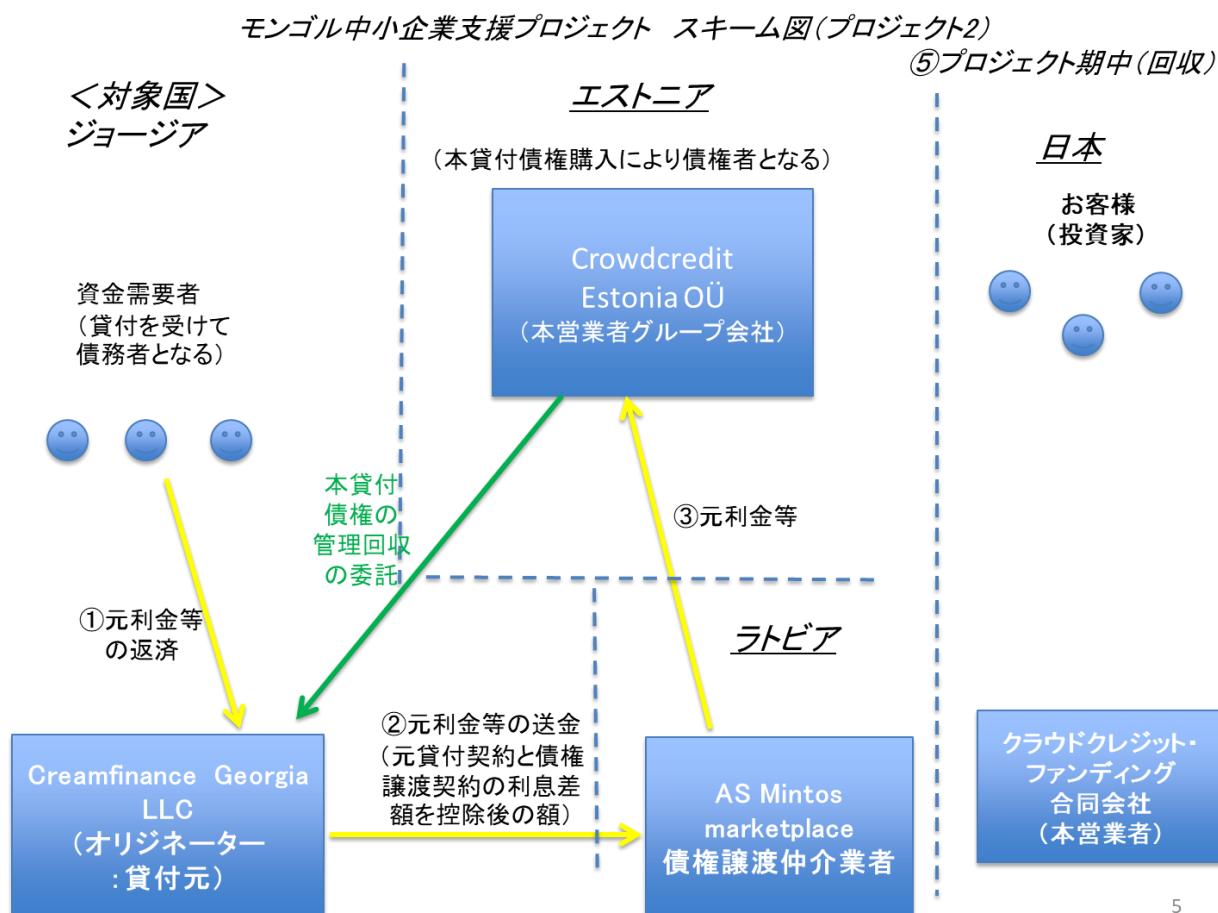 モンゴル中小企業支援プロジェクト　スキーム図(プロジェクト2)
⑤プロジェクト期中(回収)
＜対象国＞
ジョージア
エストニア
(本貸付債権購入により債権者となる)
日本
お客様
(投資家)
Crowdcredit
Estonia OÜ
(本営業者グループ会社)
資金需要者
(貸付を受けて
債務者となる)
本貸付
債権の
管理回収
の委託
③元利金等
①元利金等
の返済
ラトビア
②元利金等の送金
(元貸付契約と債権
譲渡契約の利息差
額を控除後の額)
Creamfinance Georgia
LLC
(オリジネーター
:貸付元)
AS Mintos
marketplace
債権譲渡仲介業者
クラウドクレジット・
ファンディング
合同会社
(本営業者)
5